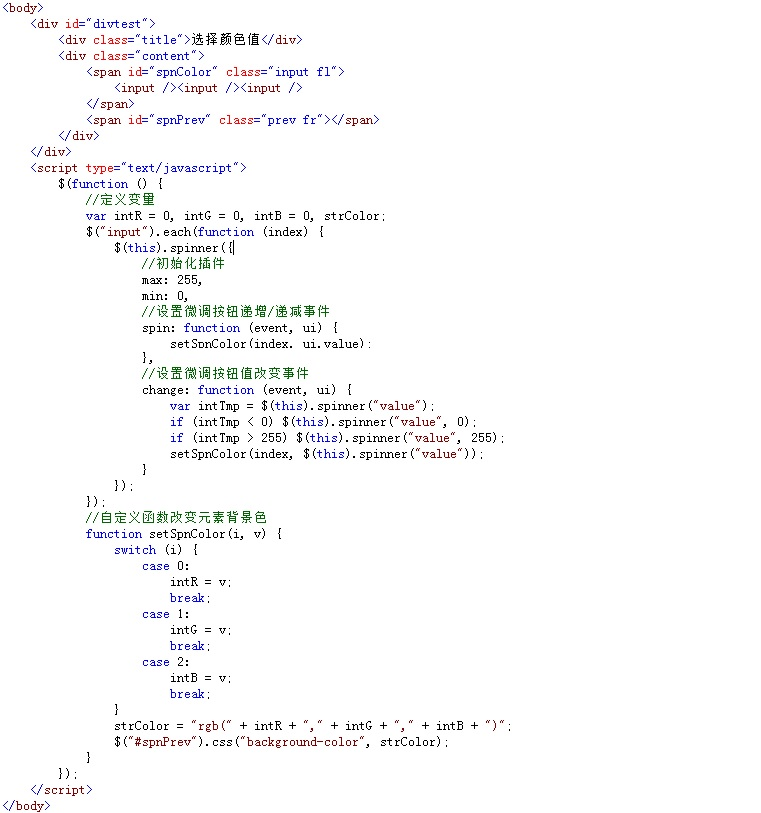 <body>
    <div id="divtest">
        <div class="title">选择颜色值</div>
        <div class="content">
            <span id="spnColor" class="input fl">
                <input /><input /><input />
            </span>
            <span id="spnPrev" class="prev fr"></span>
        </div>
    </div>
    <script type="text/javascript">
        $(function () {
            //定义变量
            var intR = 0, intG = 0, intB = 0, strColor;
            $("input").each(function (index) {
                $(this).spinner({
                    //初始化插件
                    max: 255,
                    min: 0,
                    //设置微调按钮递增/递减事件
                    spin: function (event, ui) {
                        setSpnColor(index. ui.value);
                    },
                    //设置微调按钮值改变事件
                    change: function (event, ui) {
                        var intTmp = $(this).spinner("value");
                        if (intTmp < 0) $(this).spinner("value", 0);
                        if (intTmp > 255) $(this).spinner("value", 255);
                        setSpnColor(index, $(this).spinner("value"));
                    }
                });
            });
            //自定义函数改变元素背景色
            function setSpnColor(i, v) {
                switch (i) {
                    case 0:
                        intR = v;
                        break;
                    case 1:
                        intG = v;
                        break;
                    case 2:
                        intB = v;
                        break;
                }
                strColor = "rgb(" + intR + "," + intG + "," + intB + ")";
                $("#spnPrev").css("background-color", strColor);
            }
        });
    </script>
</body>